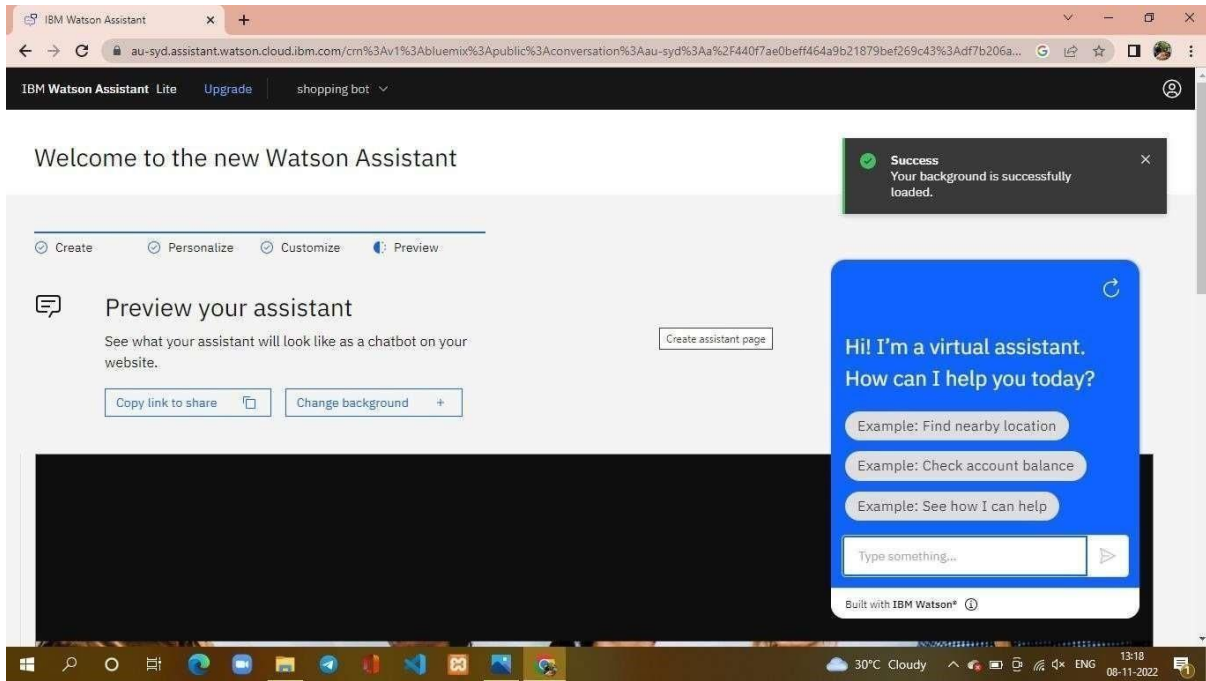 IBM Watson Assistant
au-syd.assistant.watson.cloud.ibm.com/crn%3Av1%3Abluemix%3Apublic%3Aconversation%3Aau-syd%3Aa%2F440f7ae0beff464a9b21879bef269c43%3Adf7b206a...
IBM Watson Assistant Lite Upgrade shopping bot
Welcome to the new Watson Assistant
Success
Your background is successfully
loaded.
Create Personalize Customize Preview
Preview your assistant
See what your assistant will look like as a chatbot on your
website.
Copy link to share Change background +
Create assistant page
Hi! I'm a virtual assistant.
How can I help you today?
Example: Find nearby location
Example: Check account balance
Example: See how I can help
Type something...
Built with IBM Watson®
30°C Cloudy ENG 13:18
08-11-2022